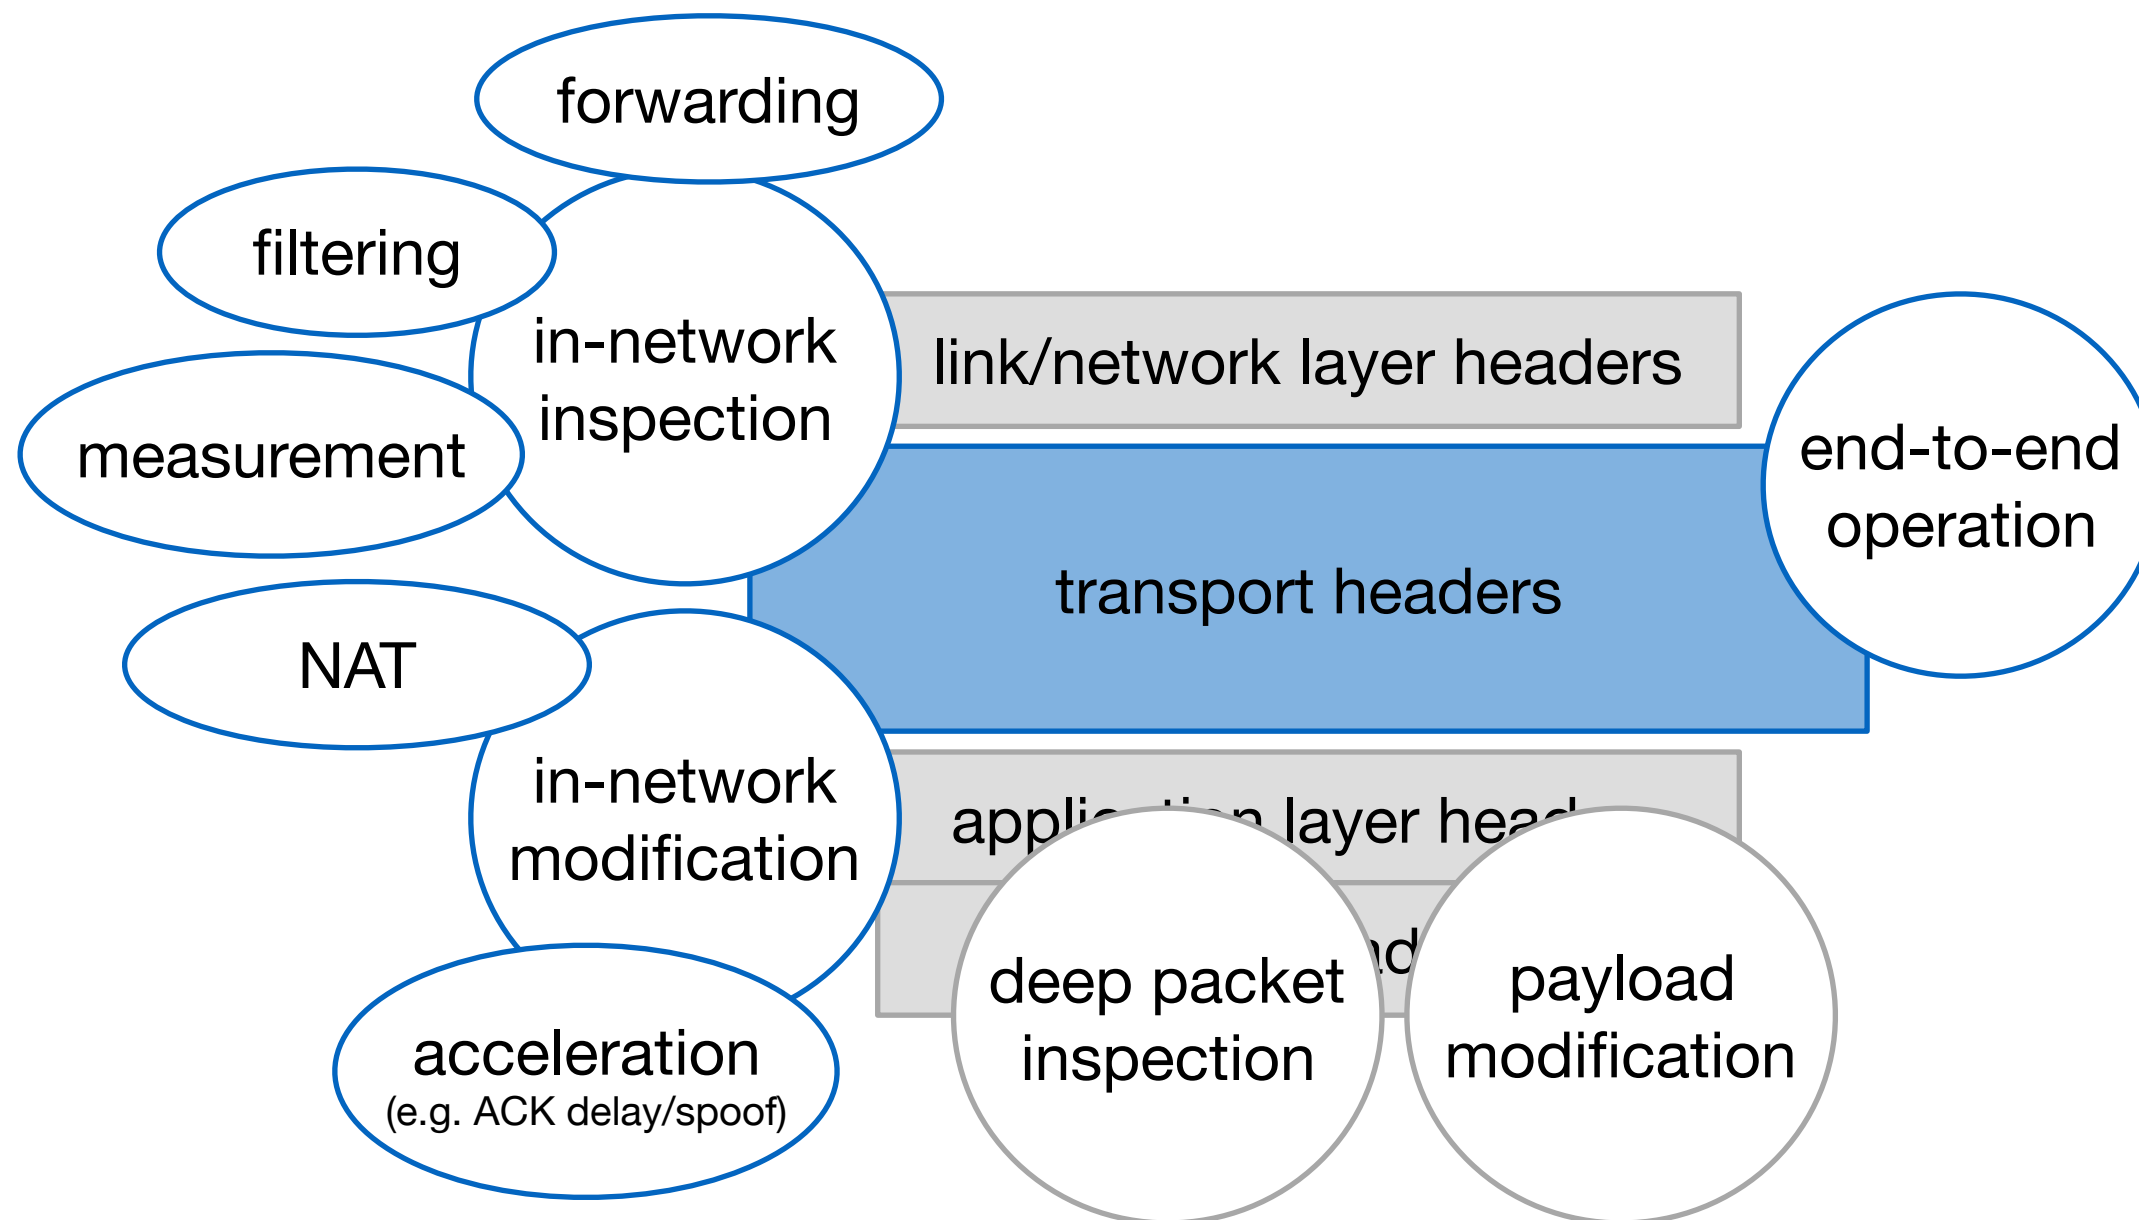 forwarding
filtering
in-network
inspection
measurement
link/network layer headers
end-to-end
operation
transport headers
NAT
in-network
modification
layer
deep packet
inspection
payload
modification
acceleration
(e.g. ACK delay/spoof)